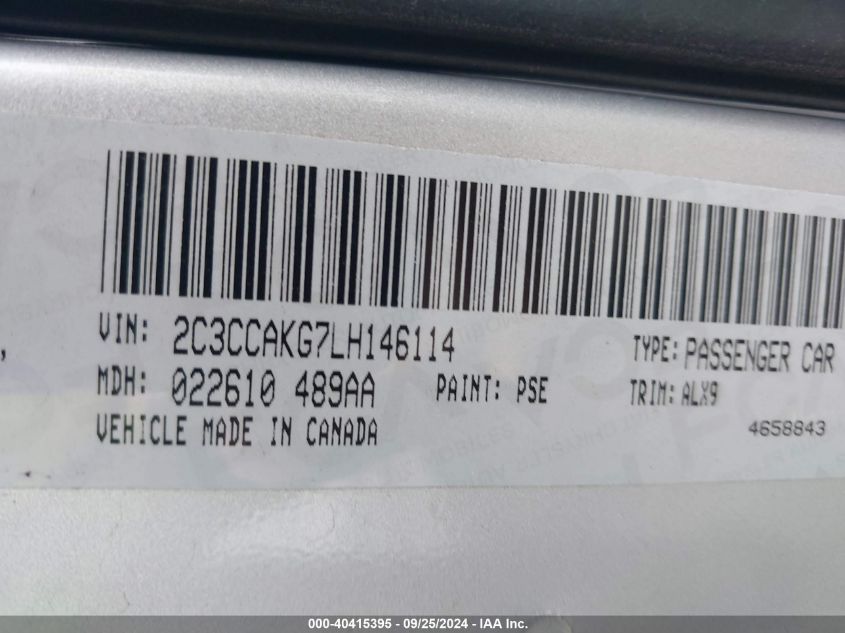 VIN: 2C3CCAKG7LH146114 TYPE: PASSENGER CAR
MDH: 022610 489AA PAINT: PSE TRIM: ALX9
VEHICLE MADE IN CANADA 4658843
000-40415395 - 09/25/2024 - IAA Inc.